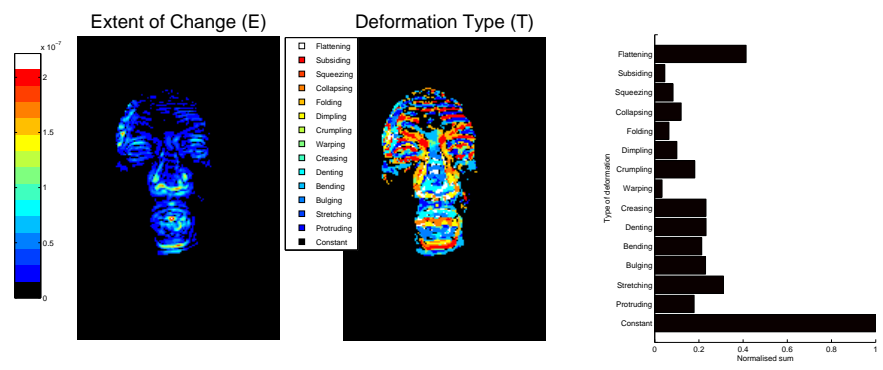 Extent of Change (E)
x 10⁻⁷
2
1.5
1
0.5
0
Deformation Type (T)
Flattening
Subsiding
Squeezing
Collapsing
Folding
Dimpling
Crumpling
Warping
Creasing
Denting
Bending
Bulging
Stretching
Protruding
Constant
Type of deformation
Flattening
Subsiding
Squeezing
Collapsing
Folding
Dimpling
Crumpling
Warping
Creasing
Denting
Bending
Bulging
Stretching
Protruding
Constant
0 0.2 0.4 0.6 0.8 1
Normalised sum